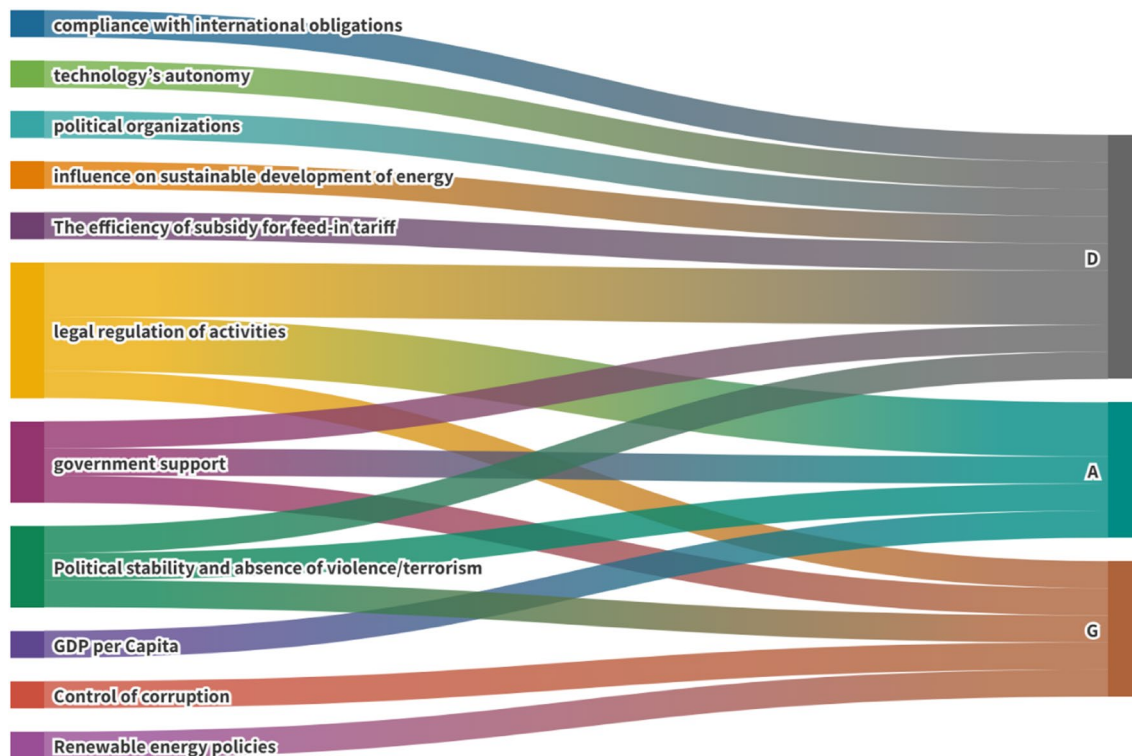 compliance with international obligations
technology's autonomy
political organizations
influence on sustainable development of energy
The efficiency of subsidy for feed-in tariff
legal regulation of activities
government support
Political stability and absence of violence/terrorism
GDP per Capita
Control of corruption
Renewable energy policies
D
A
G